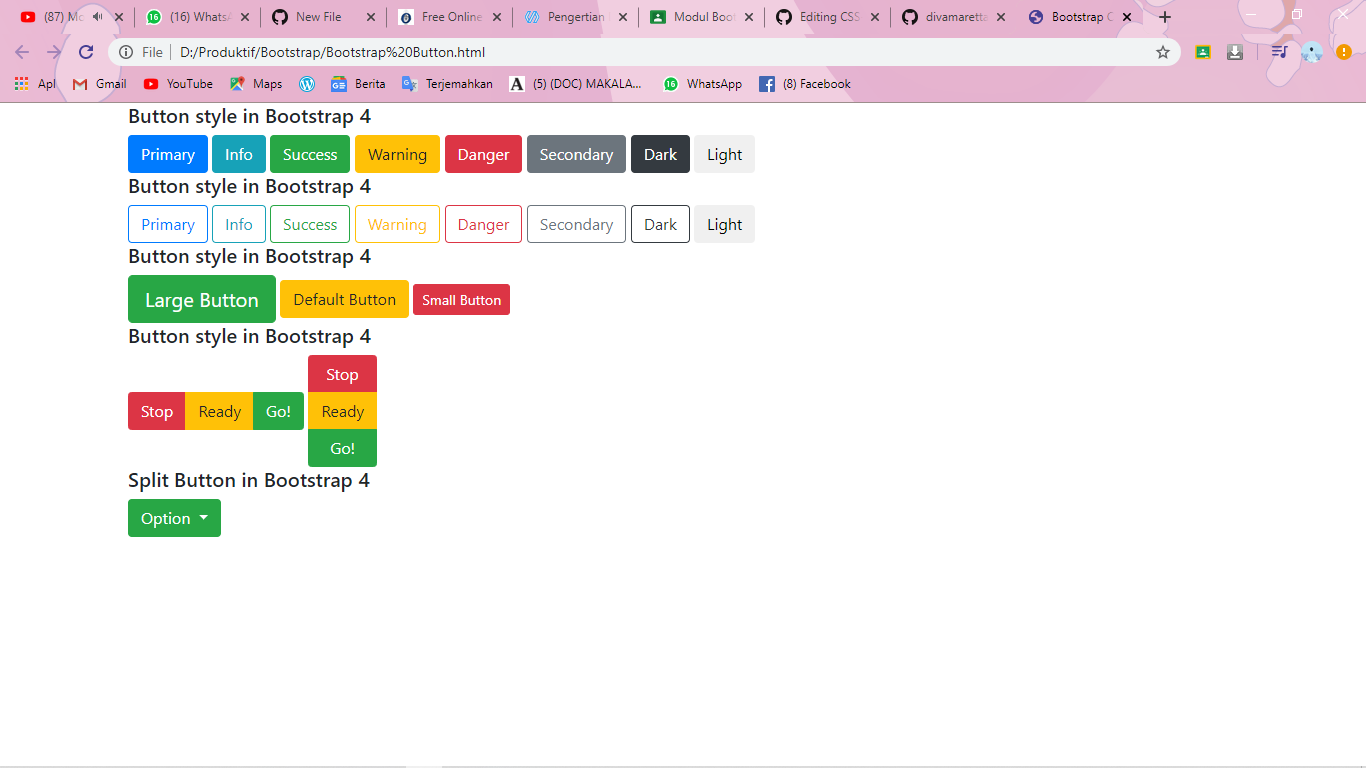 (87) Mo
(16) WhatsA
New File
Free Online
Pengertian
Modul Boot
Editing CSS
divamaretta
Bootstrap C
File
D:/Produktif/Bootstrap/Bootstrap%20Button.html
Apl
Gmail
YouTube
Maps
Berita
Terjemahkan
(5) (DOC) MAKALA...
16
WhatsApp
(8) Facebook
Button style in Bootstrap 4
Primary Info Success Warning Danger Secondary Dark Light
Button style in Bootstrap 4
Primary Info Success Warning Danger Secondary Dark Light
Button style in Bootstrap 4
Large Button Default Button Small Button
Button style in Bootstrap 4
Stop Ready Go!
Stop
Ready
Go!
Split Button in Bootstrap 4
Option